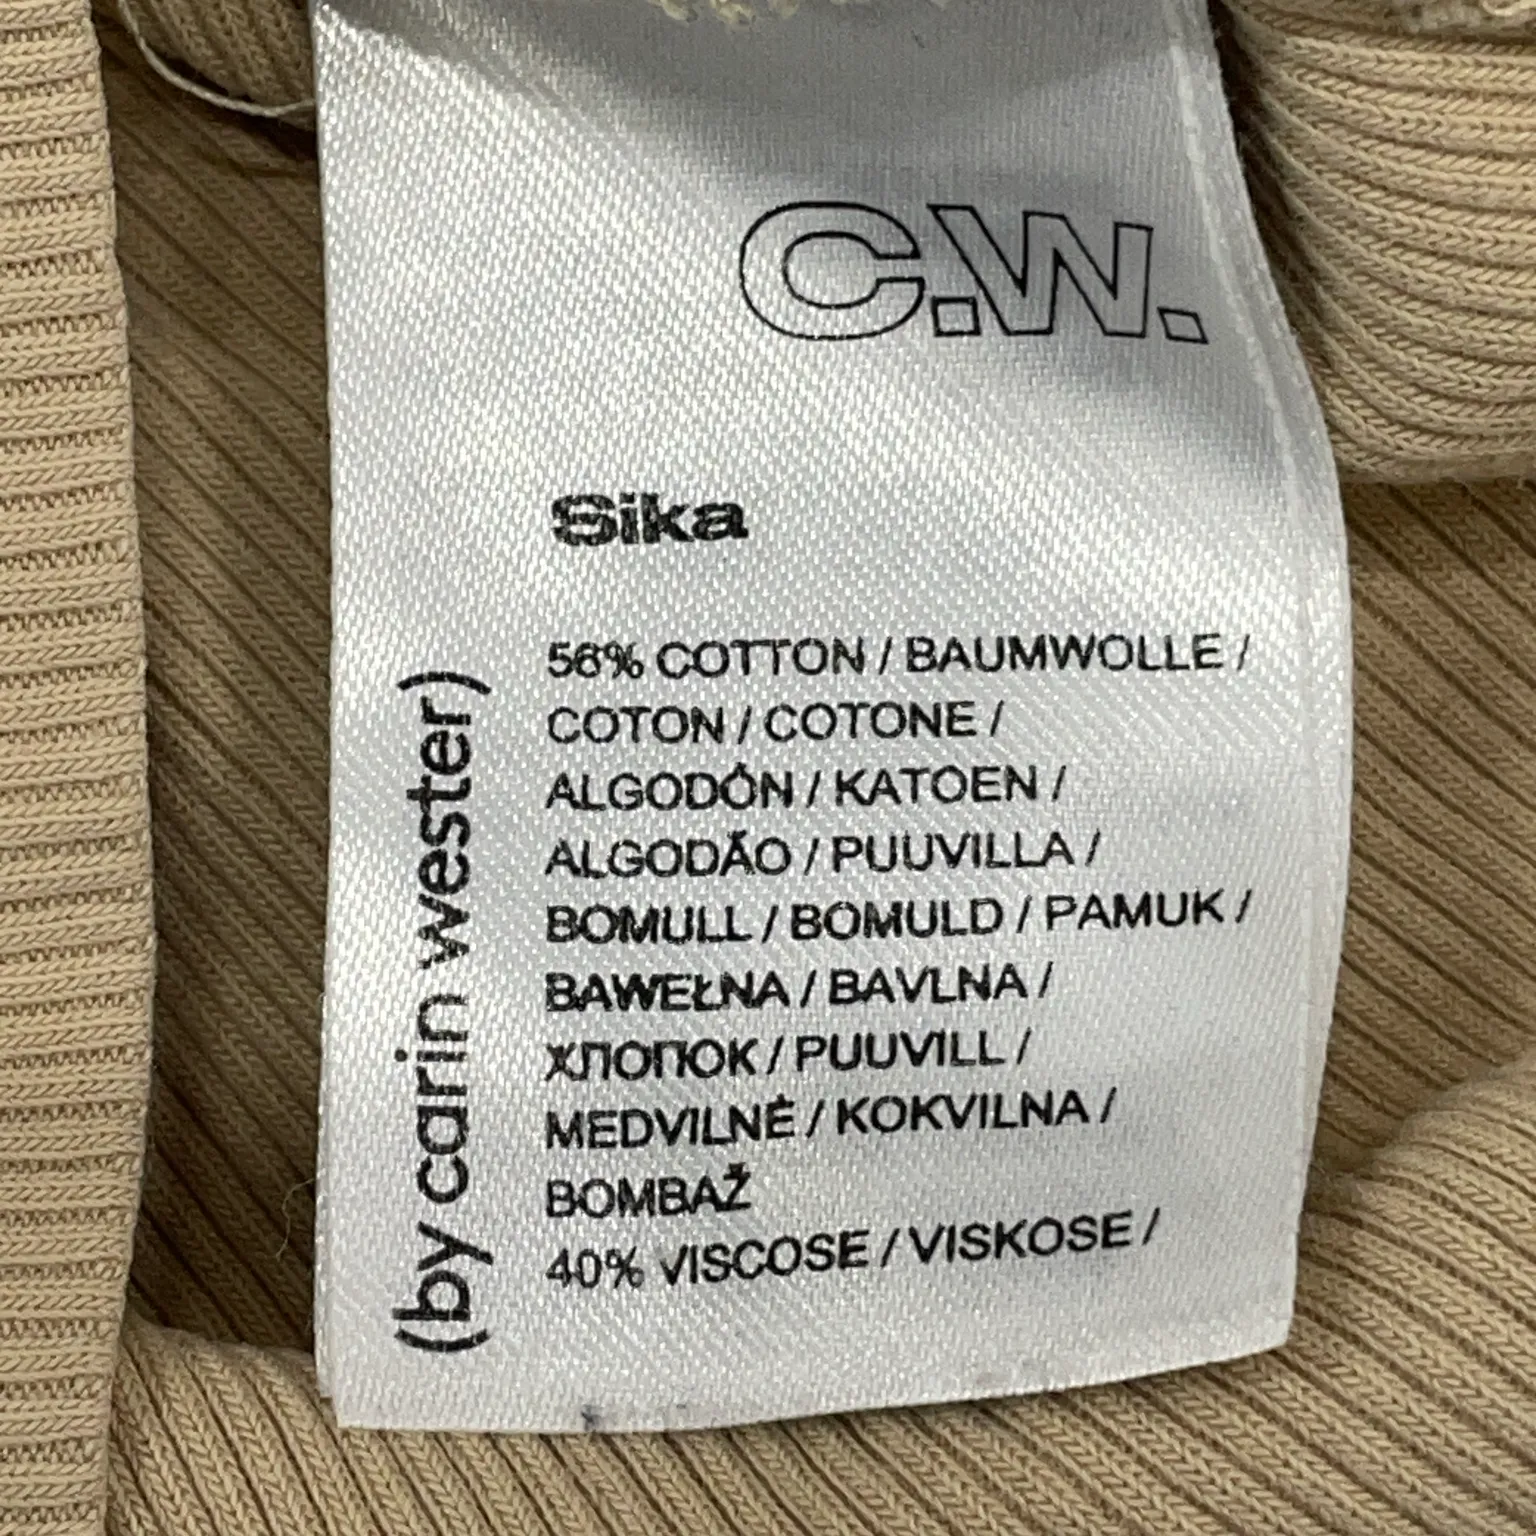 C.W.
Sika
56% COTTON / BAUMWOLLE /
COTON / COTONE /
ALGODÓN / KATOEN /
ALGODÃO / PUUVILLA /
BOMULL / BOMULD / PAMUK /
BAWEŁNA / BAVLNA /
ХЛОПОК / PUUVILL /
MEDVILNĖ / KOKVILNA /
BOMBAŽ
40% VISCOSE / VISKOSE /
(by carin wester)